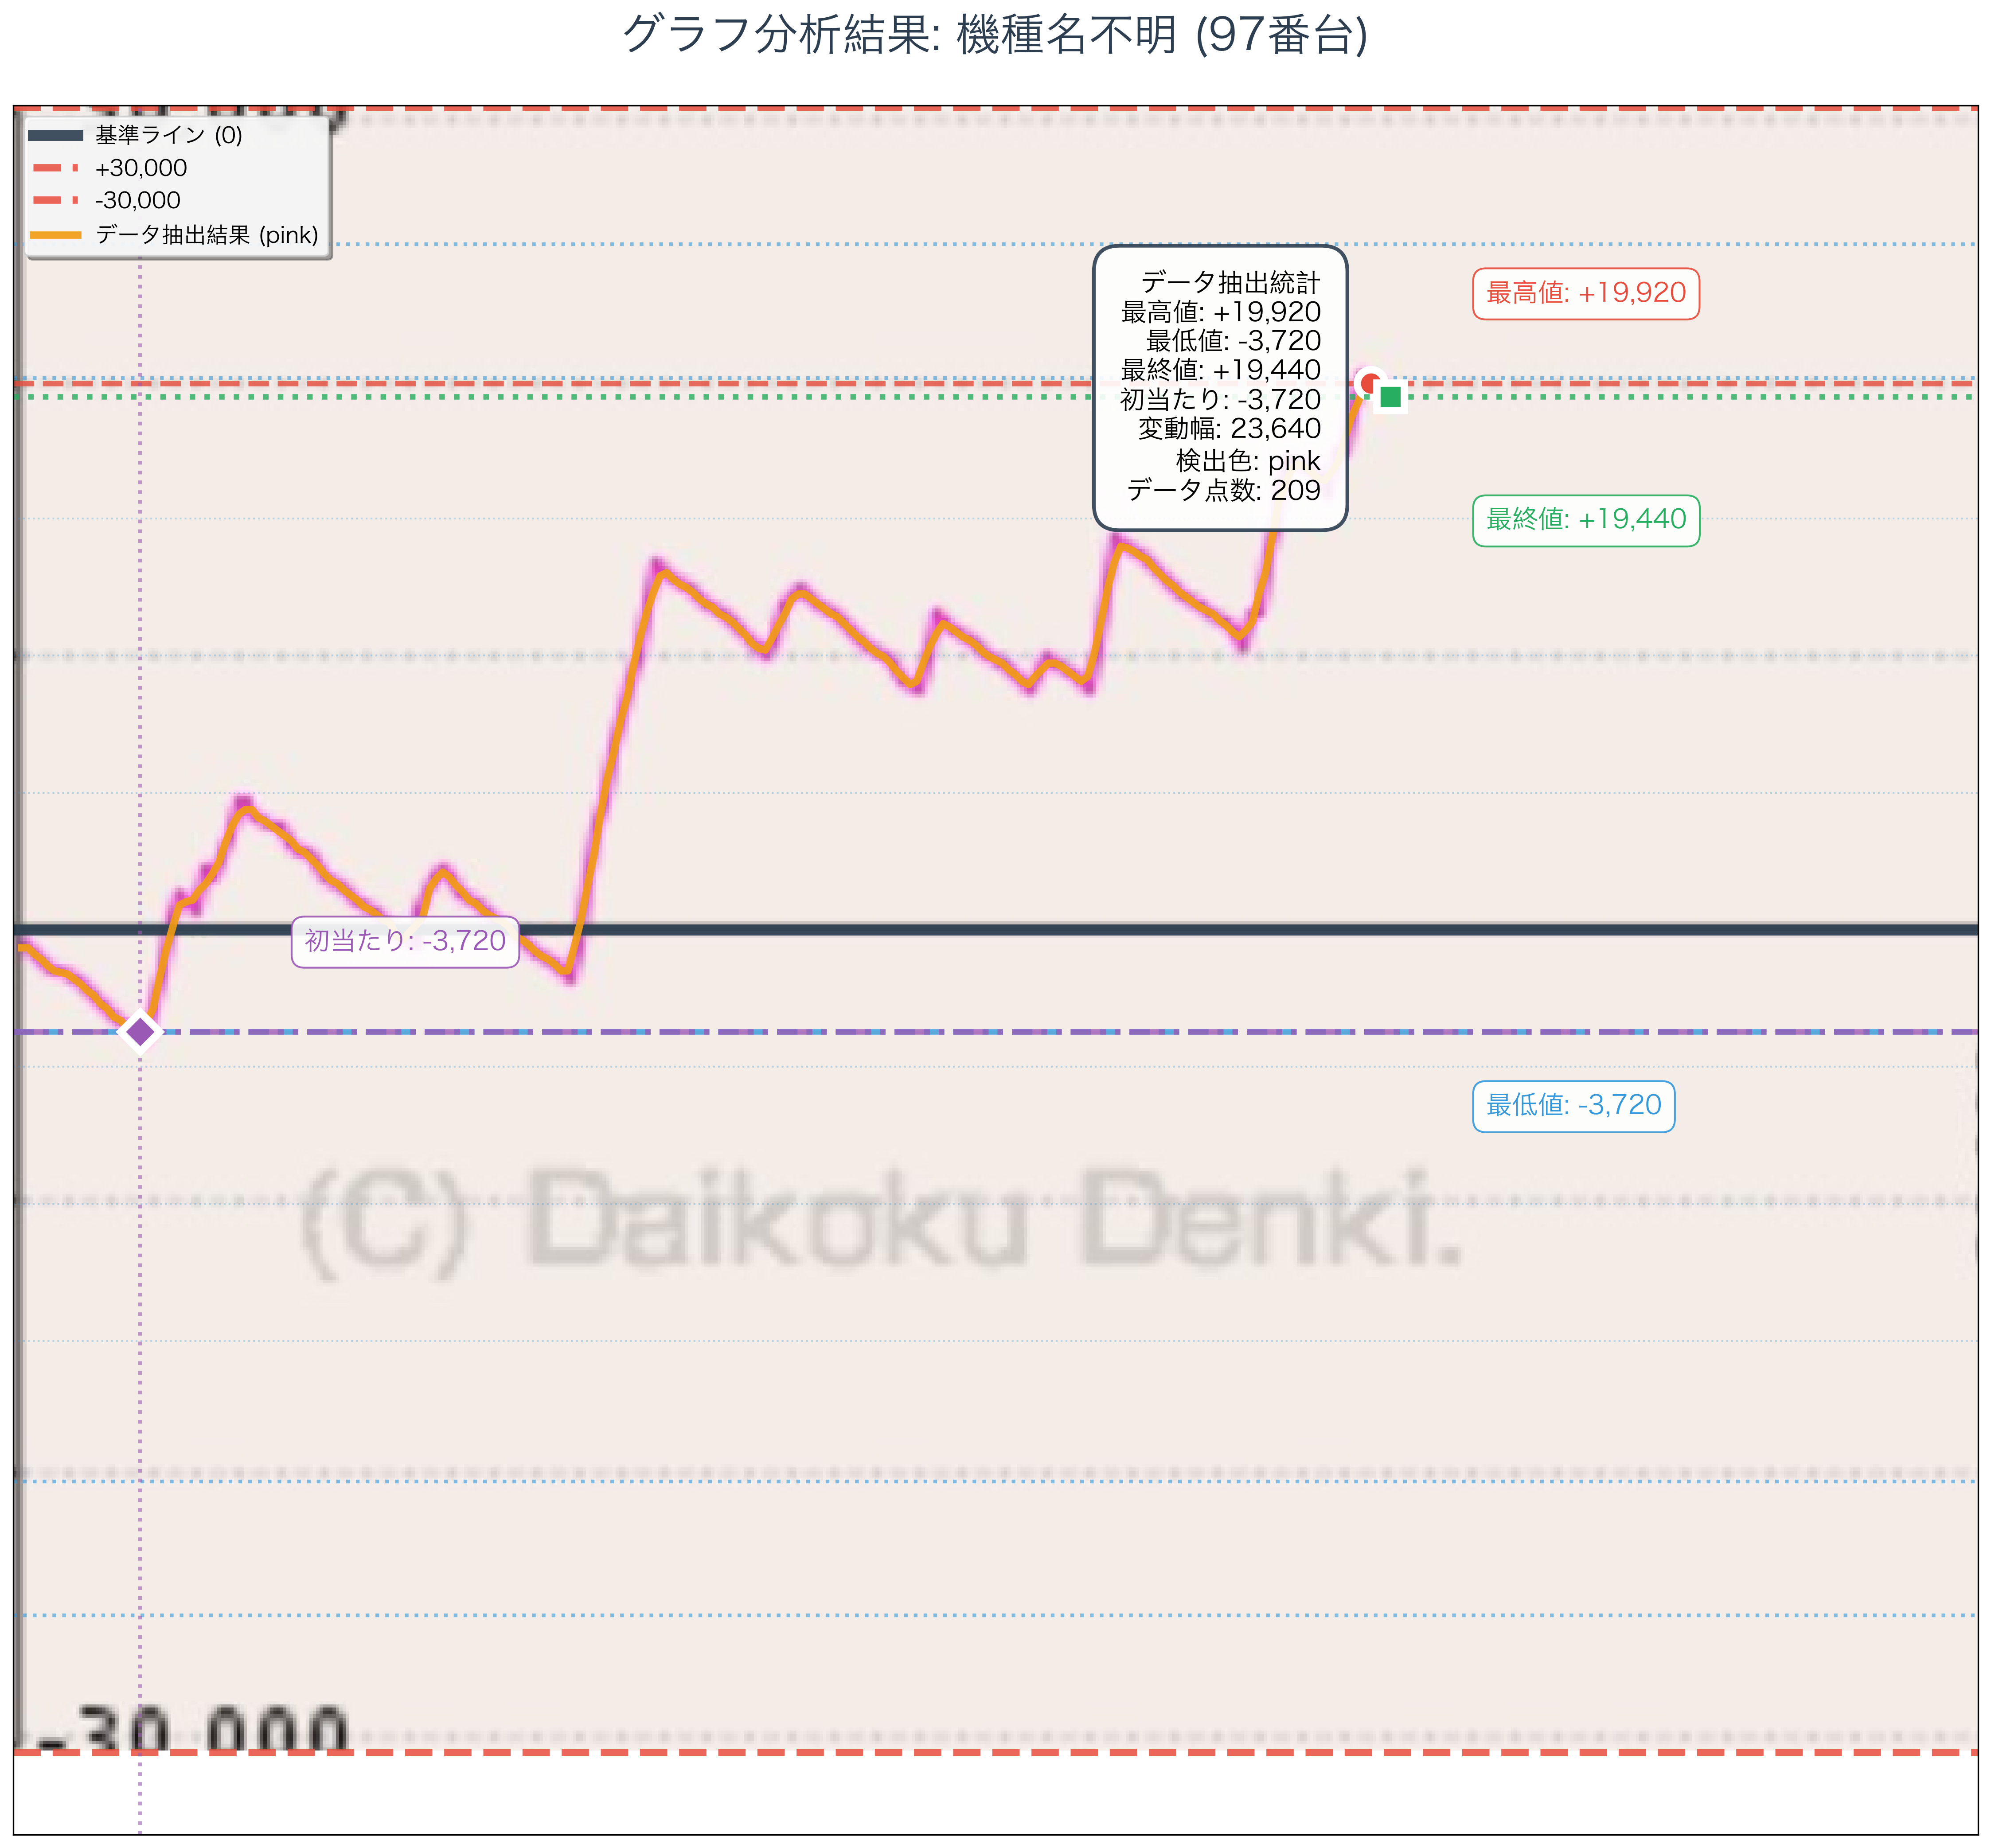 グラフ分析結果: 機種名不明 (97番台)
基準ライン (0)
+30,000
-30,000
データ抽出結果 (pink)
データ抽出統計
最高値: +19,920
最低値: -3,720
最終値: +19,440
初当たり: -3,720
変動幅: 23,640
検出色: pink
データ点数: 209
最高値: +19,920
最終値: +19,440
初当たり: -3,720
最低値: -3,720
(C) Daikoku Denki.
-30,000